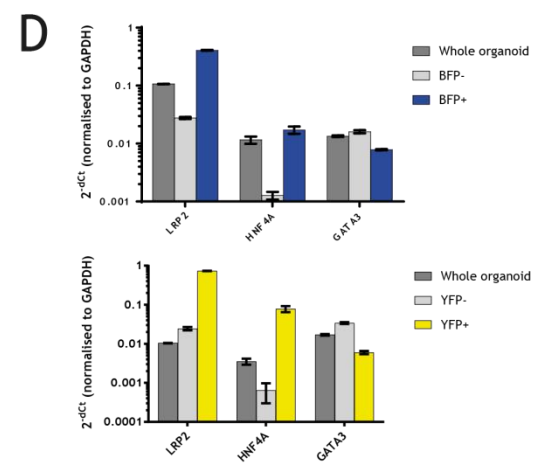 D
2^-dCt (normalised to GAPDH)
1
0.1
0.01
0.001
LRP2
HNF4A
GATA3
Whole organoid
BFP-
BFP+
2^-dCt (normalised to GAPDH)
1
0.1
0.01
0.001
0.0001
LRP2
HNF4A
GATA3
Whole organoid
YFP-
YFP+